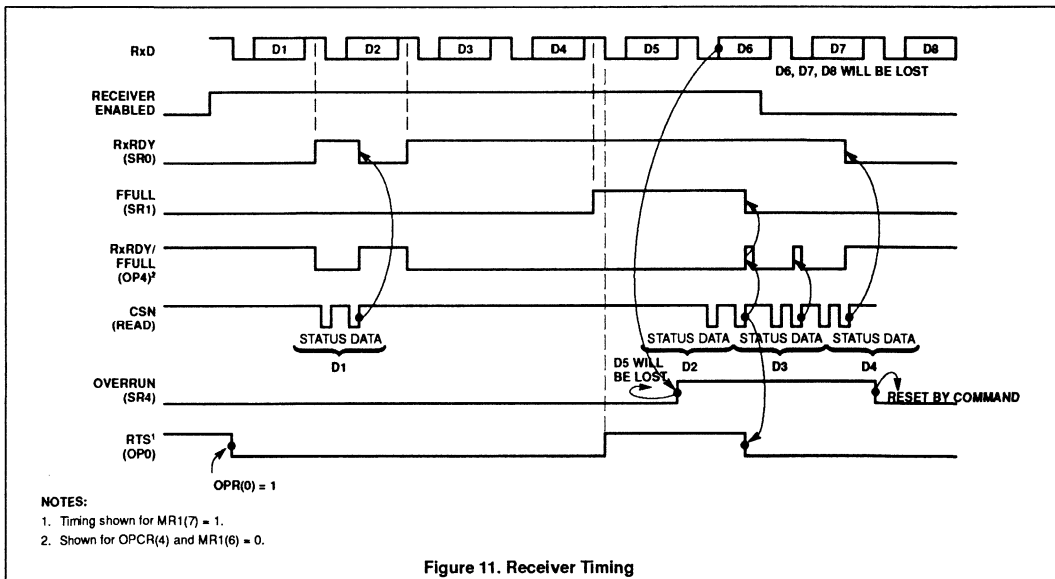 RxD
D1 D2 D3 D4 D5 D6 D7 D8
D6, D7, D8 WILL BE LOST
RECEIVER
ENABLED
RxRDY
(SR0)
FFULL
(SR1)
RxRDY/
FFULL
(OP4)2
CSN
(READ)
STATUS DATA STATUS DATA STATUS DATA STATUS DATA
D1 D2 D3 D4
D5 WILL
BE LOST
OVERRUN
(SR4)
RESET BY COMMAND
RTS1
(OP0)
OPR(0) = 1
NOTES:
1. Timing shown for MR1(7) = 1.
2. Shown for OPCR(4) and MR1(6) = 0.
Figure 11. Receiver Timing